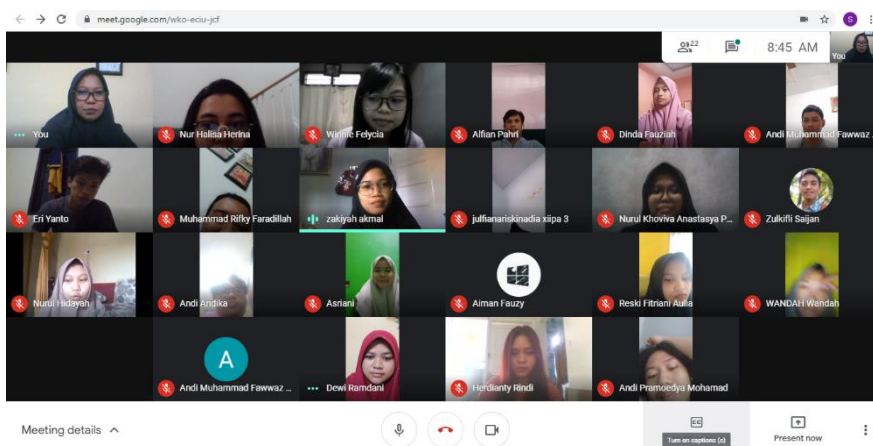 meet.google.com/wko-eciu-jcf
S
22
8:45 AM
You
You
Nur Halisa Herina
Winnie Felycia
Alfian Pahri
Dinda Fauziah
Andi Muhammad Fawwaz ...
Eri Yanto
Muhammad Rifky Faradillah
zakiyah akmal
julfianariskinadia xiipa 3
Nurul Khoviva Anastasya P...
Zulkifli Saijan
Nurul Hidayah
Andi Andika
Asriani
Aiman Fauzy
Reski Fitriani Aulia
WANDAH Wandah
A
Andi Muhammad Fawwaz ...
Dewi Ramdani
Herdianty Rindi
Andi Pramoedya Mohamad
Meeting details
CC
Turn on captions (c)
Present now